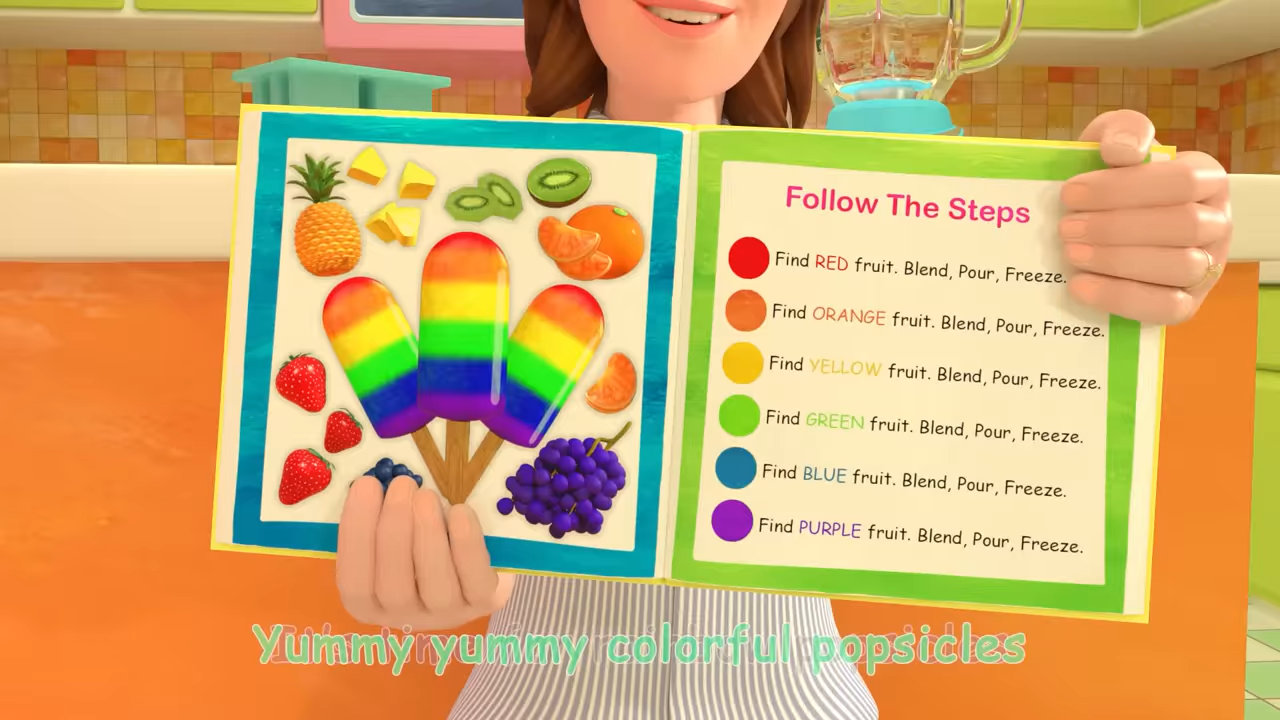 Follow The Steps
Find RED fruit. Blend, Pour, Freeze.
Find ORANGE fruit. Blend, Pour, Freeze.
Find YELLOW fruit. Blend, Pour, Freeze.
Find GREEN fruit. Blend, Pour, Freeze.
Find BLUE fruit. Blend, Pour, Freeze.
Find PURPLE fruit. Blend, Pour, Freeze.
Yummy yummy colorful popsicles